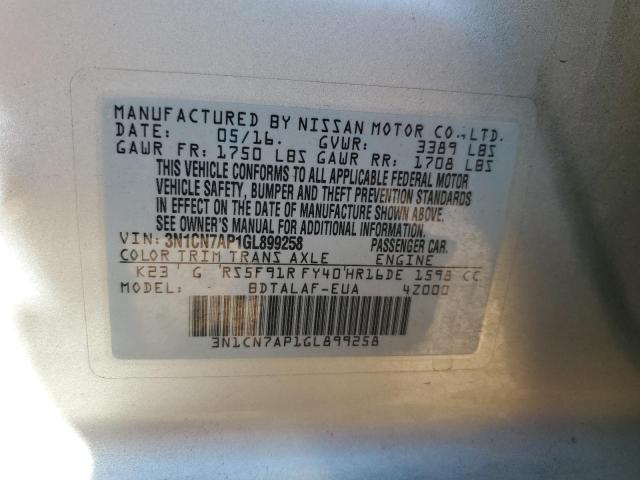 MANUFACTURED BY NISSAN MOTOR CO., LTD.
DATE: 05/16. GVWR: 3389 LBS
GAWR FR: 1750 LBS GAWR RR: 1708 LBS
THIS VEHICLE CONFORMS TO ALL APPLICABLE FEDERAL MOTOR
VEHICLE SAFETY, BUMPER AND THEFT PREVENTION STANDARDS
IN EFFECT ON THE DATE OF MANUFACTURE SHOWN ABOVE.
SEE OWNER'S MANUAL FOR ADDITIONAL INFORMATION.
VIN: 3N1CN7AP1GL899258 PASSENGER CAR.
COLOR TRIM TRANS AXLE ENGINE
K23 G RS5F91R FY40 HR16DE 1598 CC
MODEL: BDTALAF-EUA 4Z000
3N1CN7AP1GL899258